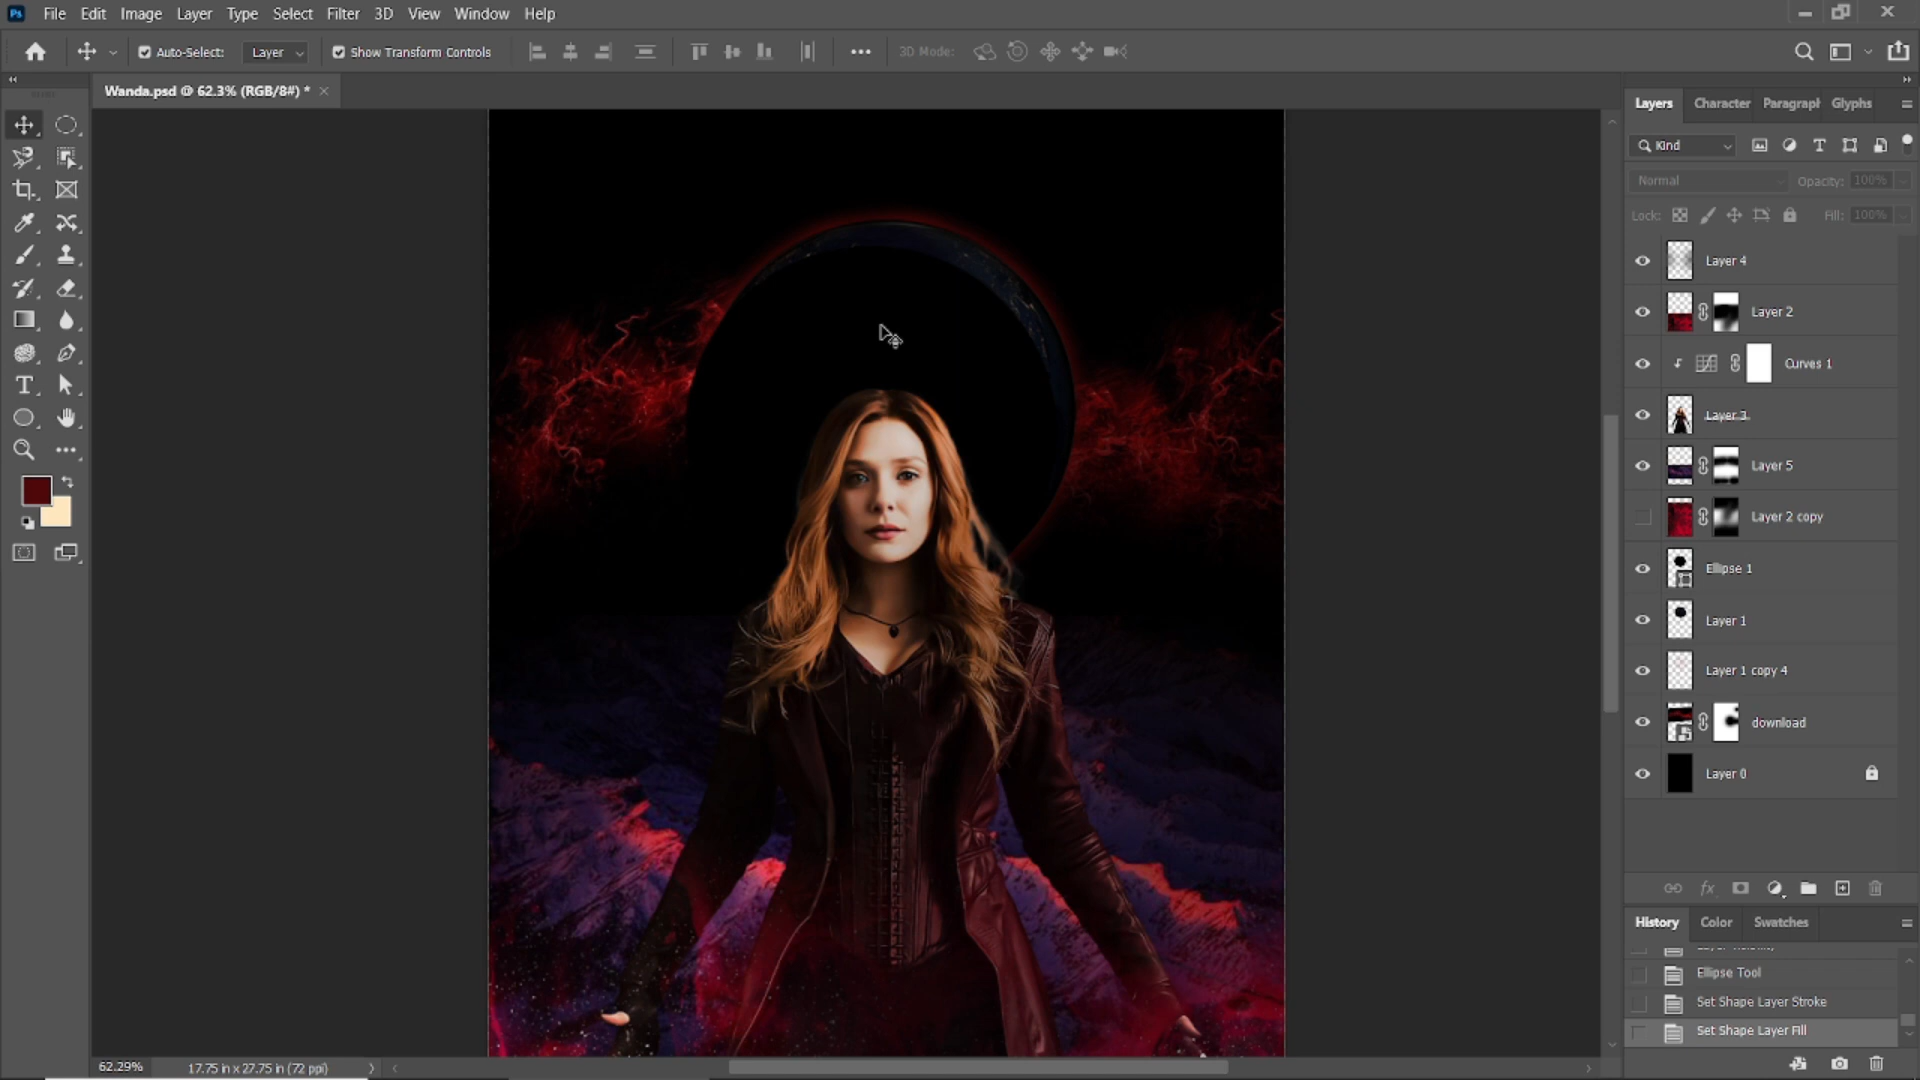 Ps File Edit Image Layer Type Select Filter 3D View Window Help
Auto-Select: Layer Show Transform Controls ••• 3D Mode:
Wanda.psd @ 62.3% (RGB/8#) *
Layers Character Paragraph Glyphs
Kind
Normal Opacity: 100%
Lock: Fill: 100%
Layer 4
Layer 2
Curves 1
Layer 3
Layer 5
Layer 2 copy
Ellipse 1
Layer 1
Layer 1 copy 4
download
Layer 0
fx
History Color Swatches
Ellipse Tool
Set Shape Layer Stroke
Set Shape Layer Fill
62.29% 17.75 in x 27.75 in (72 ppi)